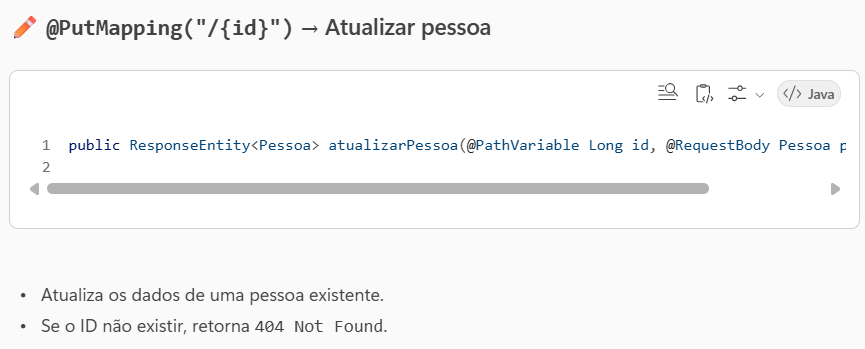 @PutMapping("/{id}") → Atualizar pessoa
</> Java
1 public ResponseEntity<Pessoa> atualizarPessoa(@PathVariable Long id, @RequestBody Pessoa p
2
• Atualiza os dados de uma pessoa existente.
• Se o ID não existir, retorna 404 Not Found.